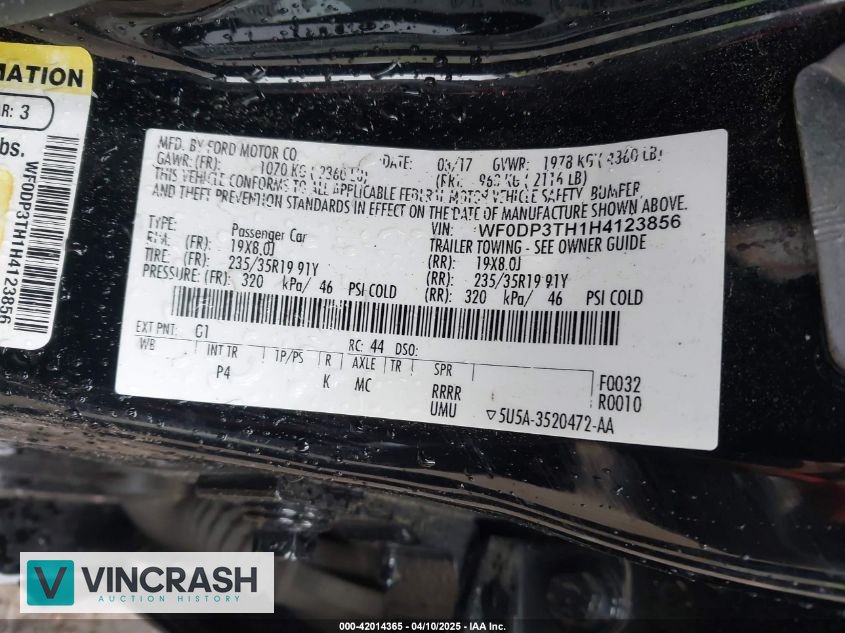 MATION
AR: 3
bs.
WF0DP3TH1H4123856
MFD. BY FORD MOTOR CO.
DATE: 03/17 GVWR: 1978 KG ( 4360 LB)
GAWR: (FR): 1070 KG ( 2360 LB) (RR): 960 KG ( 2116 LB)
THIS VEHICLE CONFORMS TO ALL APPLICABLE FEDERAL MOTOR VEHICLE SAFETY, BUMPER,
AND THEFT PREVENTION STANDARDS IN EFFECT ON THE DATE OF MANUFACTURE SHOWN ABOVE.
VIN: WF0DP3TH1H4123856
TYPE: Passenger Car TRAILER TOWING - SEE OWNER GUIDE
RIM: (FR): 19X8.0J (RR): 19X8.0J
TIRE: (FR): 235/35R19 91Y (RR): 235/35R19 91Y
PRESSURE: (FR): 320 kPa/ 46 PSI COLD (RR): 320 kPa/ 46 PSI COLD
EXT PNT: G1 RC: 44 DSO:
WB INT TR TP/PS R AXLE TR SPR
P4 K MC RRRR F0032
UMU ▽5U5A-3520472-AA R0010
V VINCRASH
AUCTION HISTORY
000-42014365 - 04/10/2025 - IAA Inc.